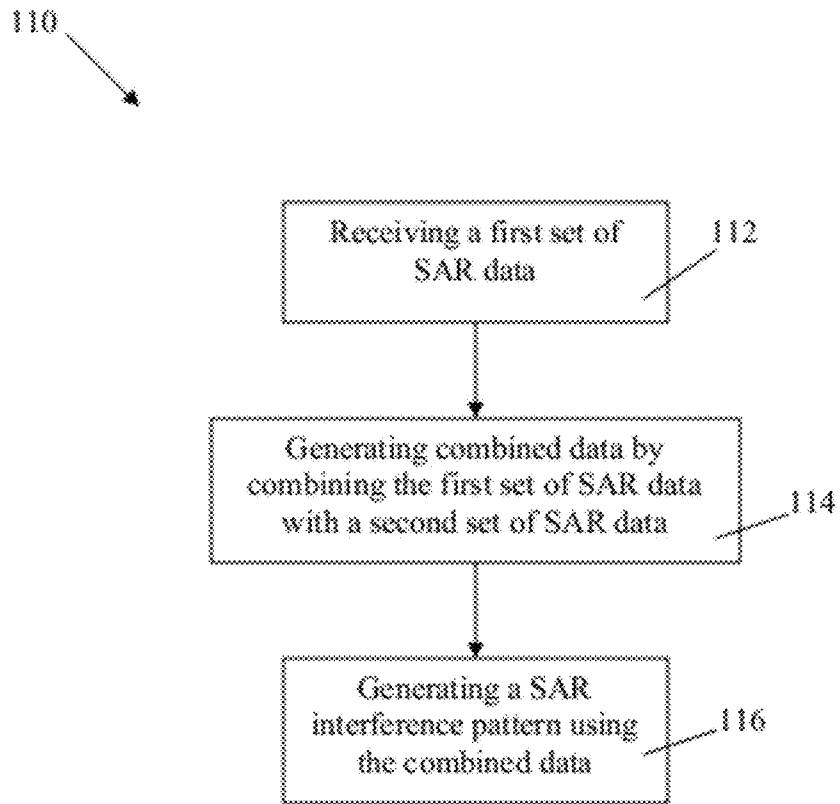 110
Receiving a first set of
SAR data
112
Generating combined data by
combining the first set of SAR data
with a second set of SAR data
114
Generating a SAR
interference pattern using
the combined data
116